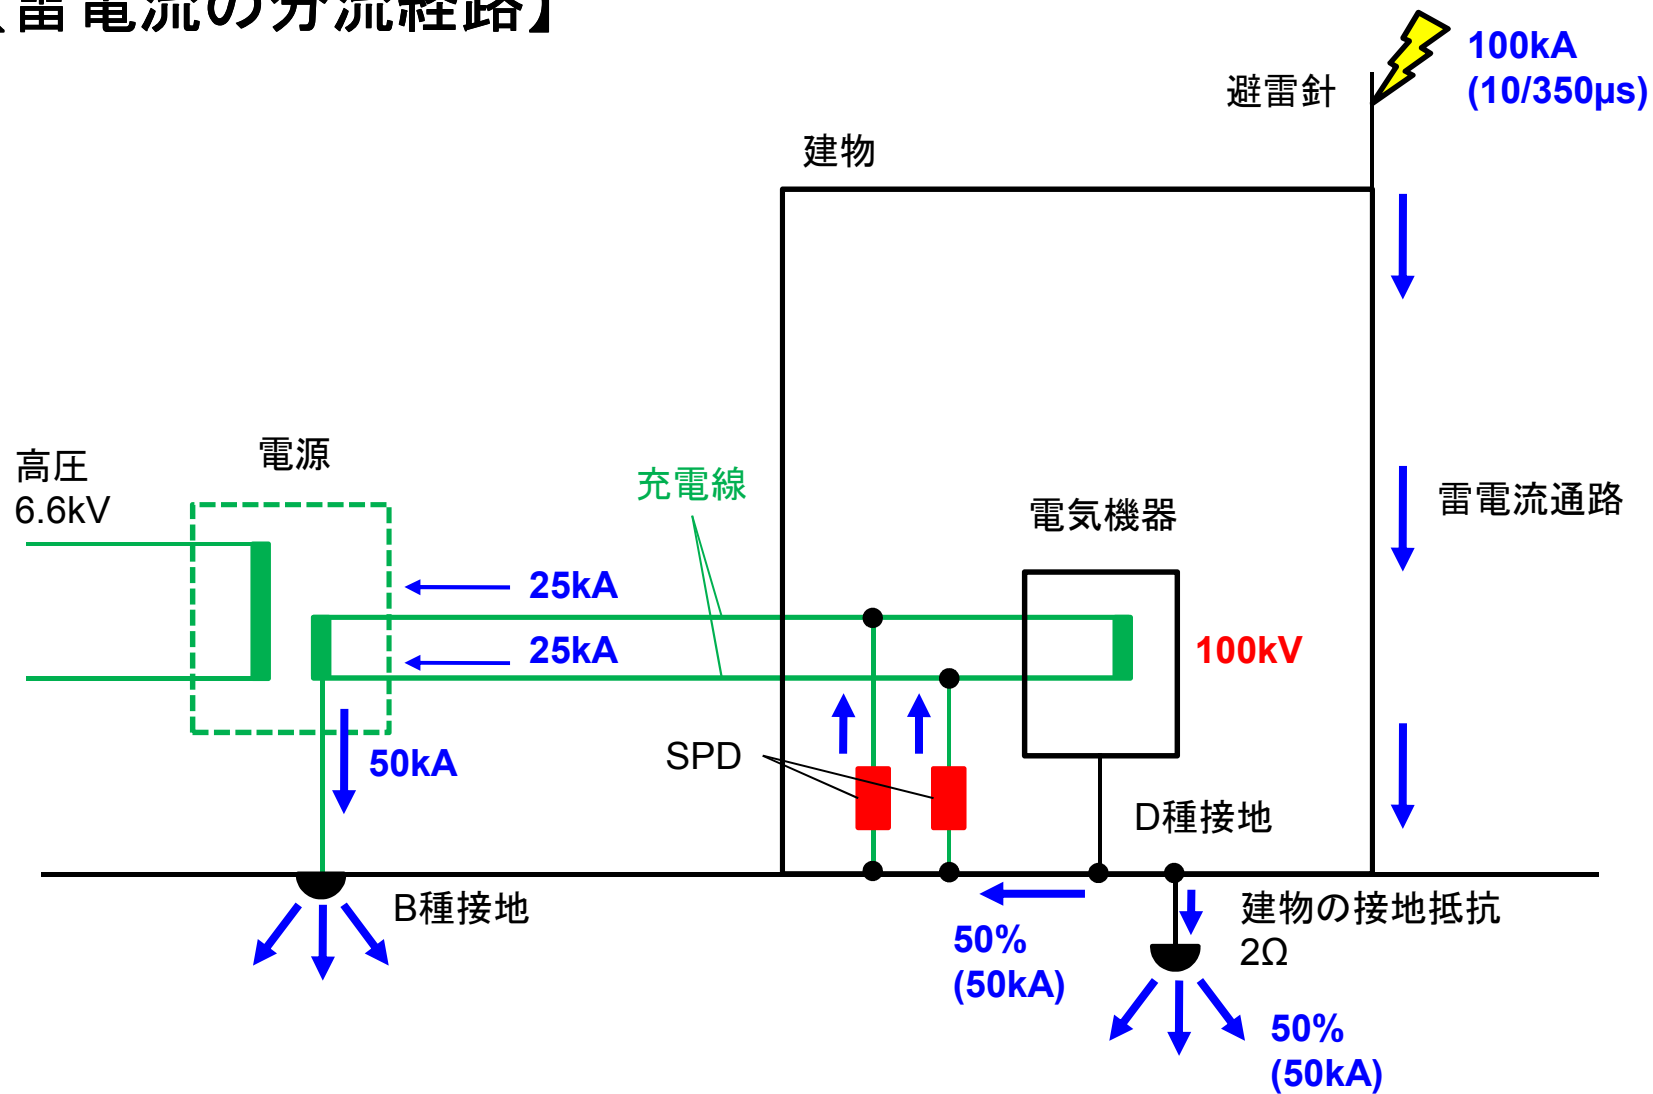 【雷電流の分流経路】
100kA
(10/350μs)
避雷針
建物
電源
高圧
6.6kV
充電線
電気機器
雷電流通路
25kA
25kA
100kV
50kA
SPD
D種接地
B種接地
建物の接地抵抗
2Ω
50%
(50kA)
50%
(50kA)